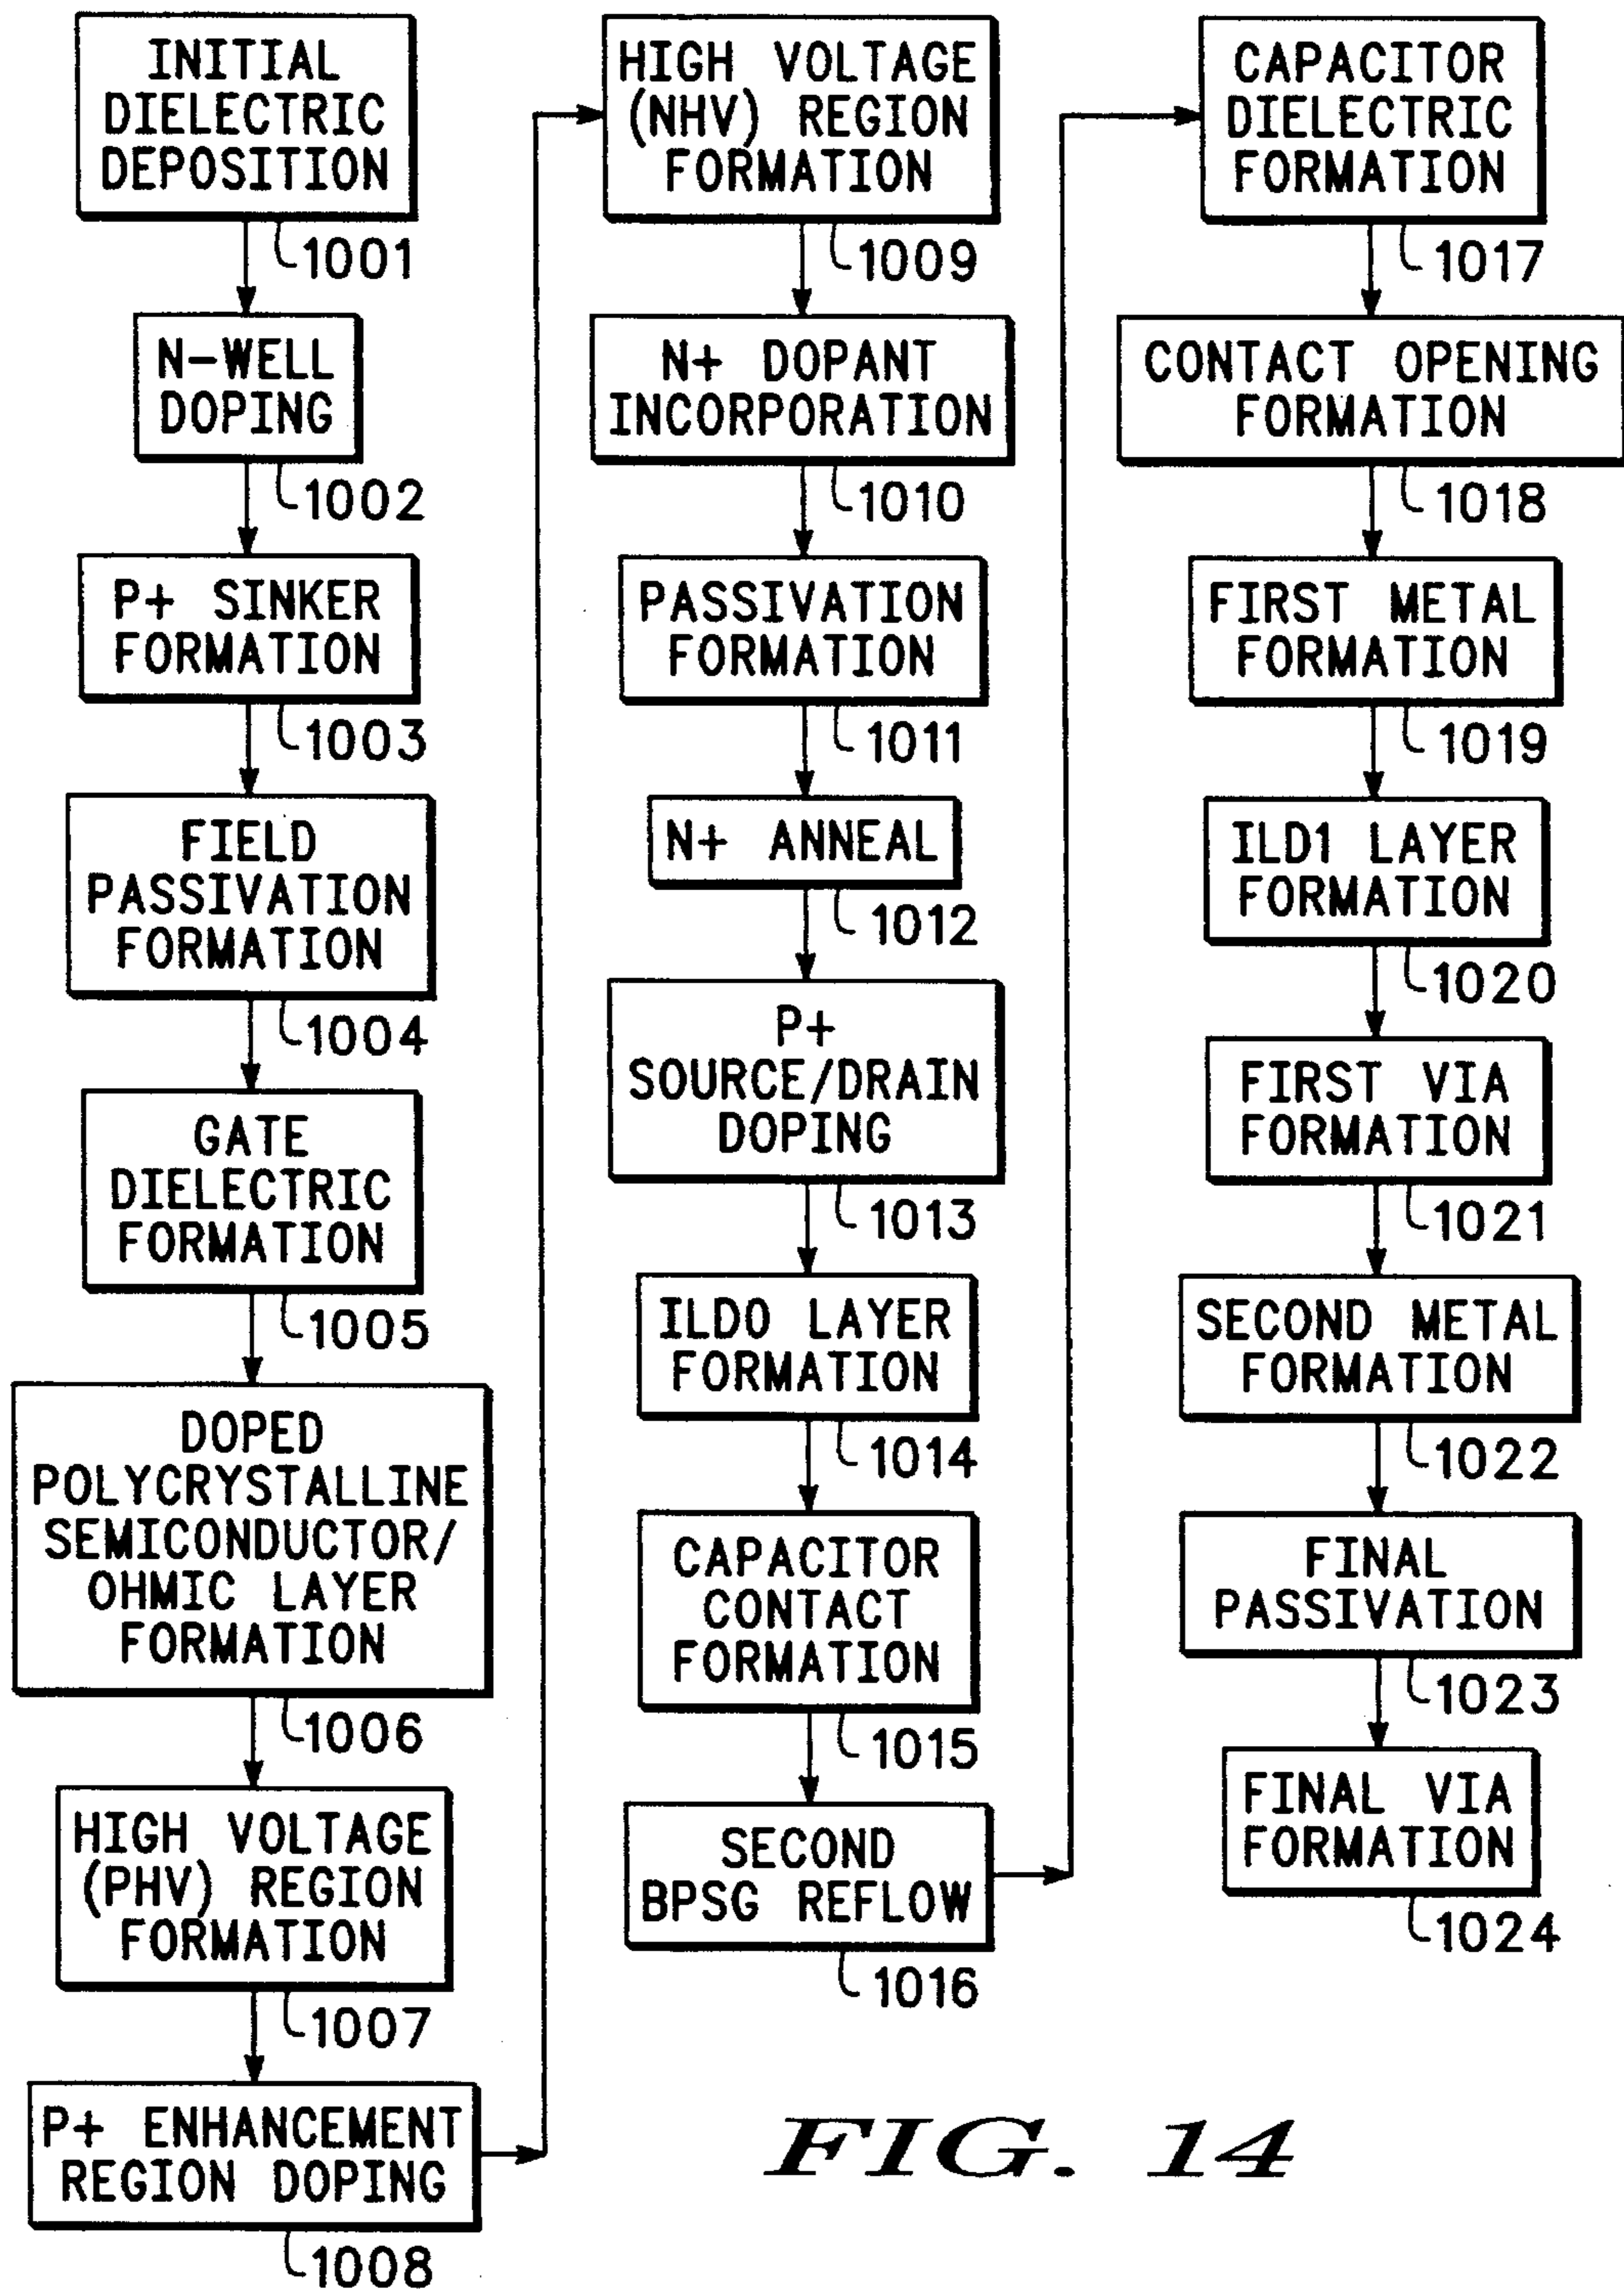 INITIAL
DIELECTRIC
DEPOSITION
1001
N-WELL
DOPING
1002
P+ SINKER
FORMATION
1003
FIELD
PASSIVATION
FORMATION
1004
GATE
DIELECTRIC
FORMATION
1005
DOPED
POLYCRYSTALLINE
SEMICONDUCTOR/
OHMIC LAYER
FORMATION
1006
HIGH VOLTAGE
(PHV) REGION
FORMATION
1007
P+ ENHANCEMENT
REGION DOPING
1008
HIGH VOLTAGE
(NHV) REGION
FORMATION
1009
N+ DOPANT
INCORPORATION
1010
PASSIVATION
FORMATION
1011
N+ ANNEAL
1012
P+
SOURCE/DRAIN
DOPING
1013
ILD0 LAYER
FORMATION
1014
CAPACITOR
CONTACT
FORMATION
1015
SECOND
BPSG REFLOW
1016
CAPACITOR
DIELECTRIC
FORMATION
1017
CONTACT OPENING
FORMATION
1018
FIRST METAL
FORMATION
1019
ILD1 LAYER
FORMATION
1020
FIRST VIA
FORMATION
1021
SECOND METAL
FORMATION
1022
FINAL
PASSIVATION
1023
FINAL VIA
FORMATION
1024
FIG. 14